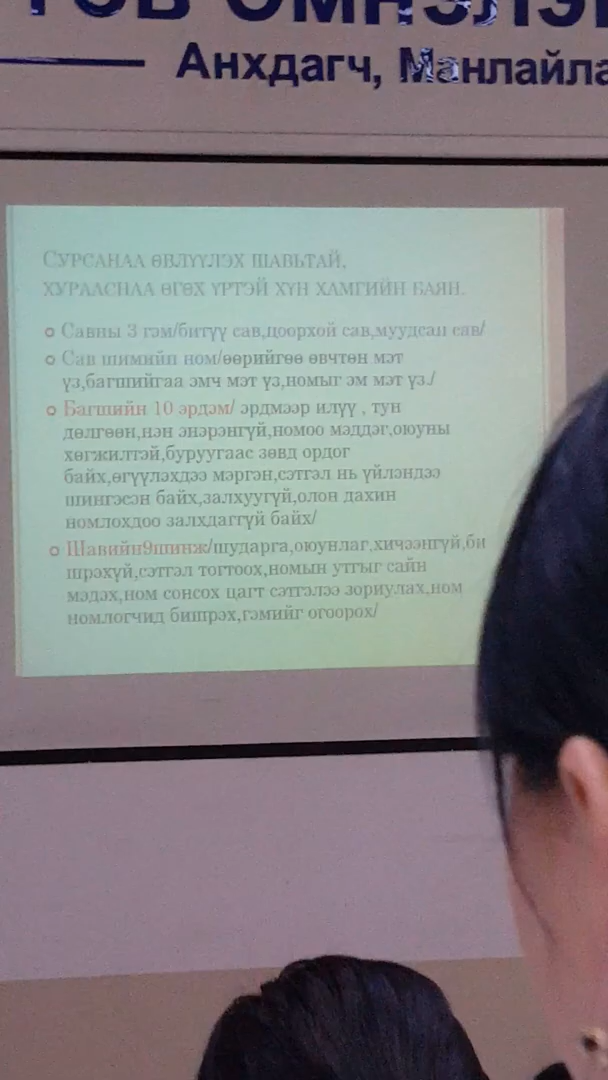 Анхдагч, Манлайла
Сурсанаа өвлүүлэх шавьтай,
хурааснаа өгөх үртэй хүн хамгийн баян.
Савны 3 гэм/битүү сав,цоорхой сав,муудсан сав/
Сав шимийн ном/өөрийгөө өвчтөн мэт
үз,багшийгаа эмч мэт үз,номыг эм мэт үз./
Багшийн 10 эрдэм/ эрдмээр илүү , тун
дөлгөөн,нэн энэрэнгүй,номоо мэддэг,оюуны
хөгжилтэй,буруугаас зөвд ордог
байх,өгүүлэхдээ мэргэн,сэтгэл нь үйлэндээ
шингэсэн байх,залхуугүй,олон дахин
номлохдоо залхдаггүй байх/
Шавийн9шинж/шударга,оюунлаг,хичээнгүй,би
шрэхүй,сэтгэл тогтоох,номын утгыг сайн
мэдэх,ном сонсох цагт сэтгэлээ зориулах,ном
номлогчид бишрэх,гэмийг огоорох/